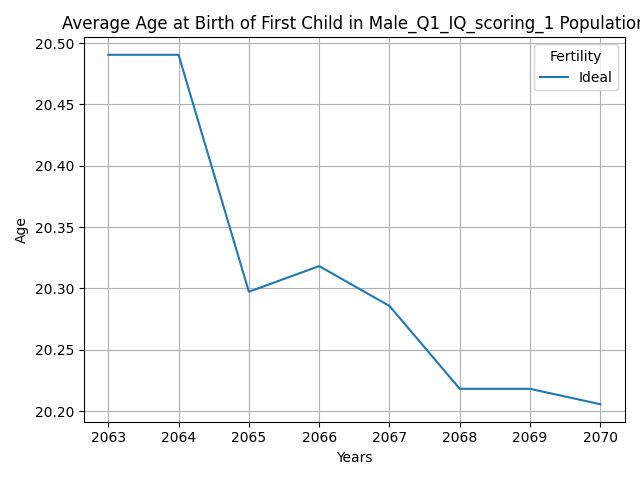 Average Age at Birth of First Child in Male_Q1_IQ_scoring_1 Population
Fertility
Ideal
20.50
20.45
20.40
20.35
20.30
20.25
20.20
Age
2063 2064 2065 2066 2067 2068 2069 2070
Years